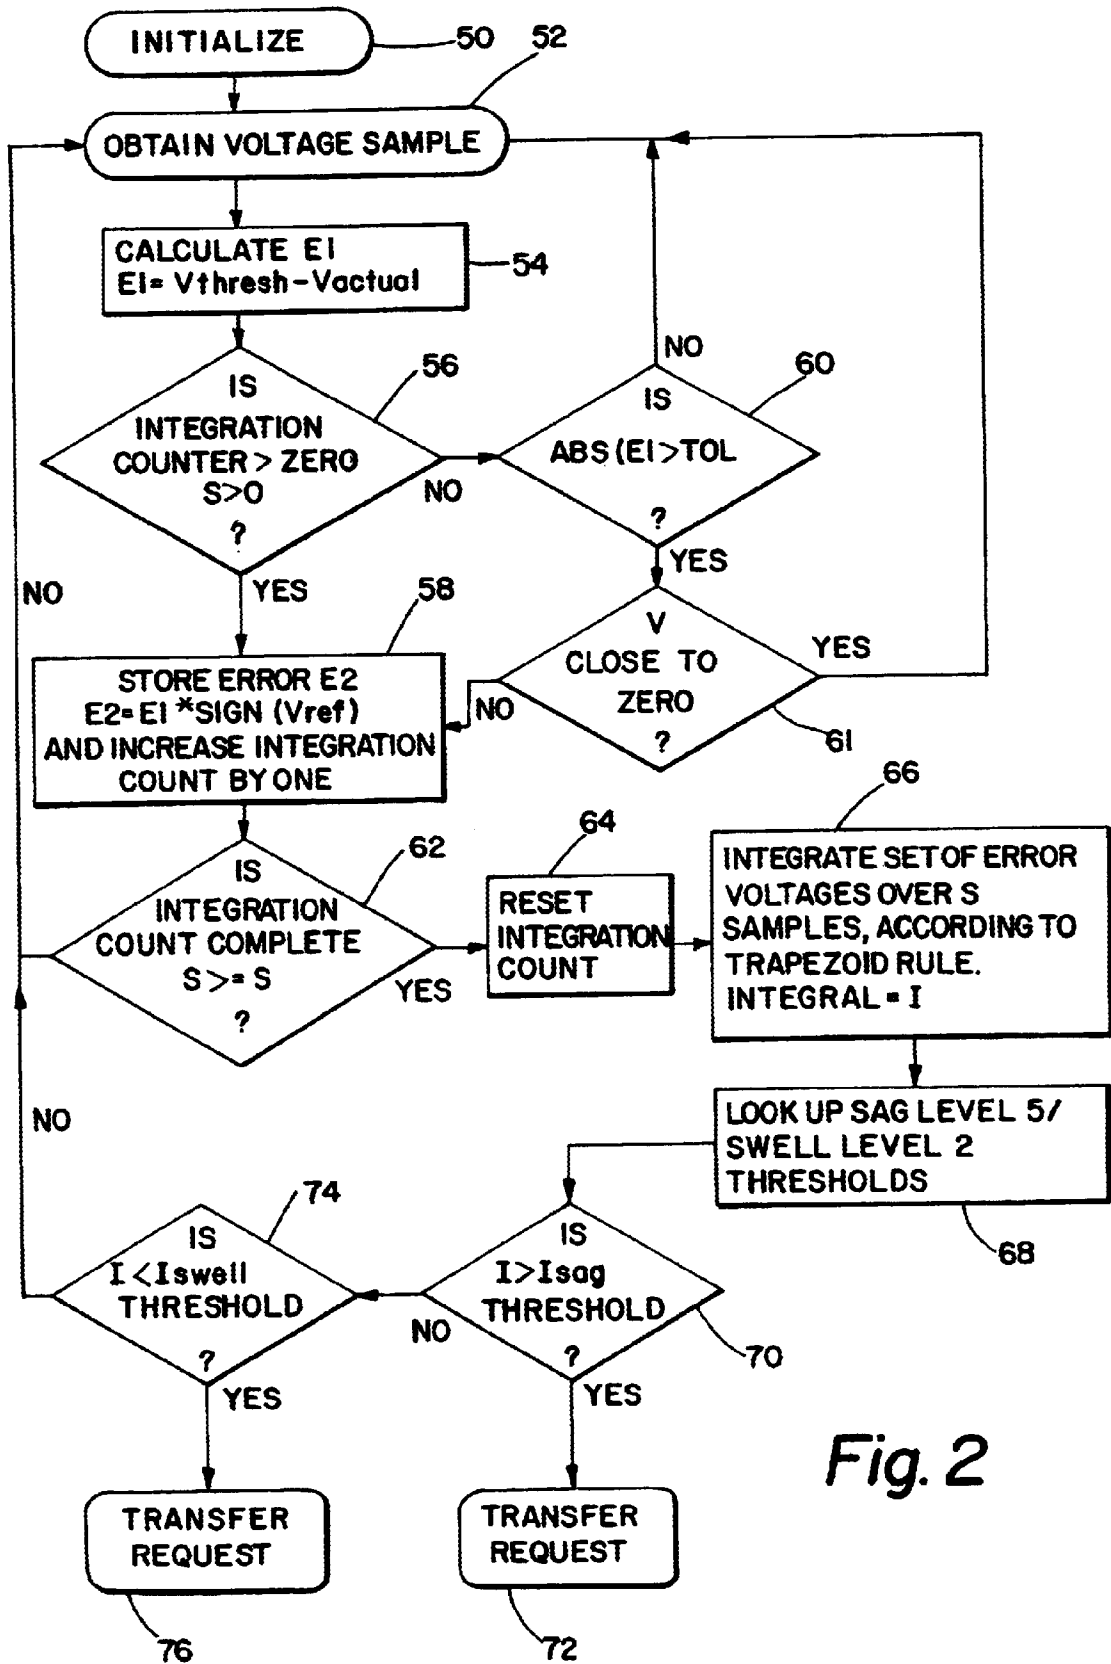 INITIALIZE
50
52
OBTAIN VOLTAGE SAMPLE
CALCULATE E1
E1= Vthresh-Vactual
54
56
IS
INTEGRATION
COUNTER > ZERO
S>0
?
NO
YES
NO
60
IS
ABS (E1>TOL
?
YES
NO
58
STORE ERROR E2
E2= E1 *SIGN (Vref)
AND INCREASE INTEGRATION
COUNT BY ONE
V
CLOSE TO
ZERO
?
YES
NO
61
62
IS
INTEGRATION
COUNT COMPLETE
S >= S
?
YES
64
RESET
INTEGRATION
COUNT
66
INTEGRATE SET OF ERROR
VOLTAGES OVER S
SAMPLES, ACCORDING TO
TRAPEZOID RULE.
INTEGRAL = I
NO
LOOK UP SAG LEVEL 5/
SWELL LEVEL 2
THRESHOLDS
68
74
IS
I < Iswell
THRESHOLD
?
YES
IS
I > Isag
THRESHOLD
?
NO
70
YES
Fig. 2
TRANSFER
REQUEST
76
TRANSFER
REQUEST
72